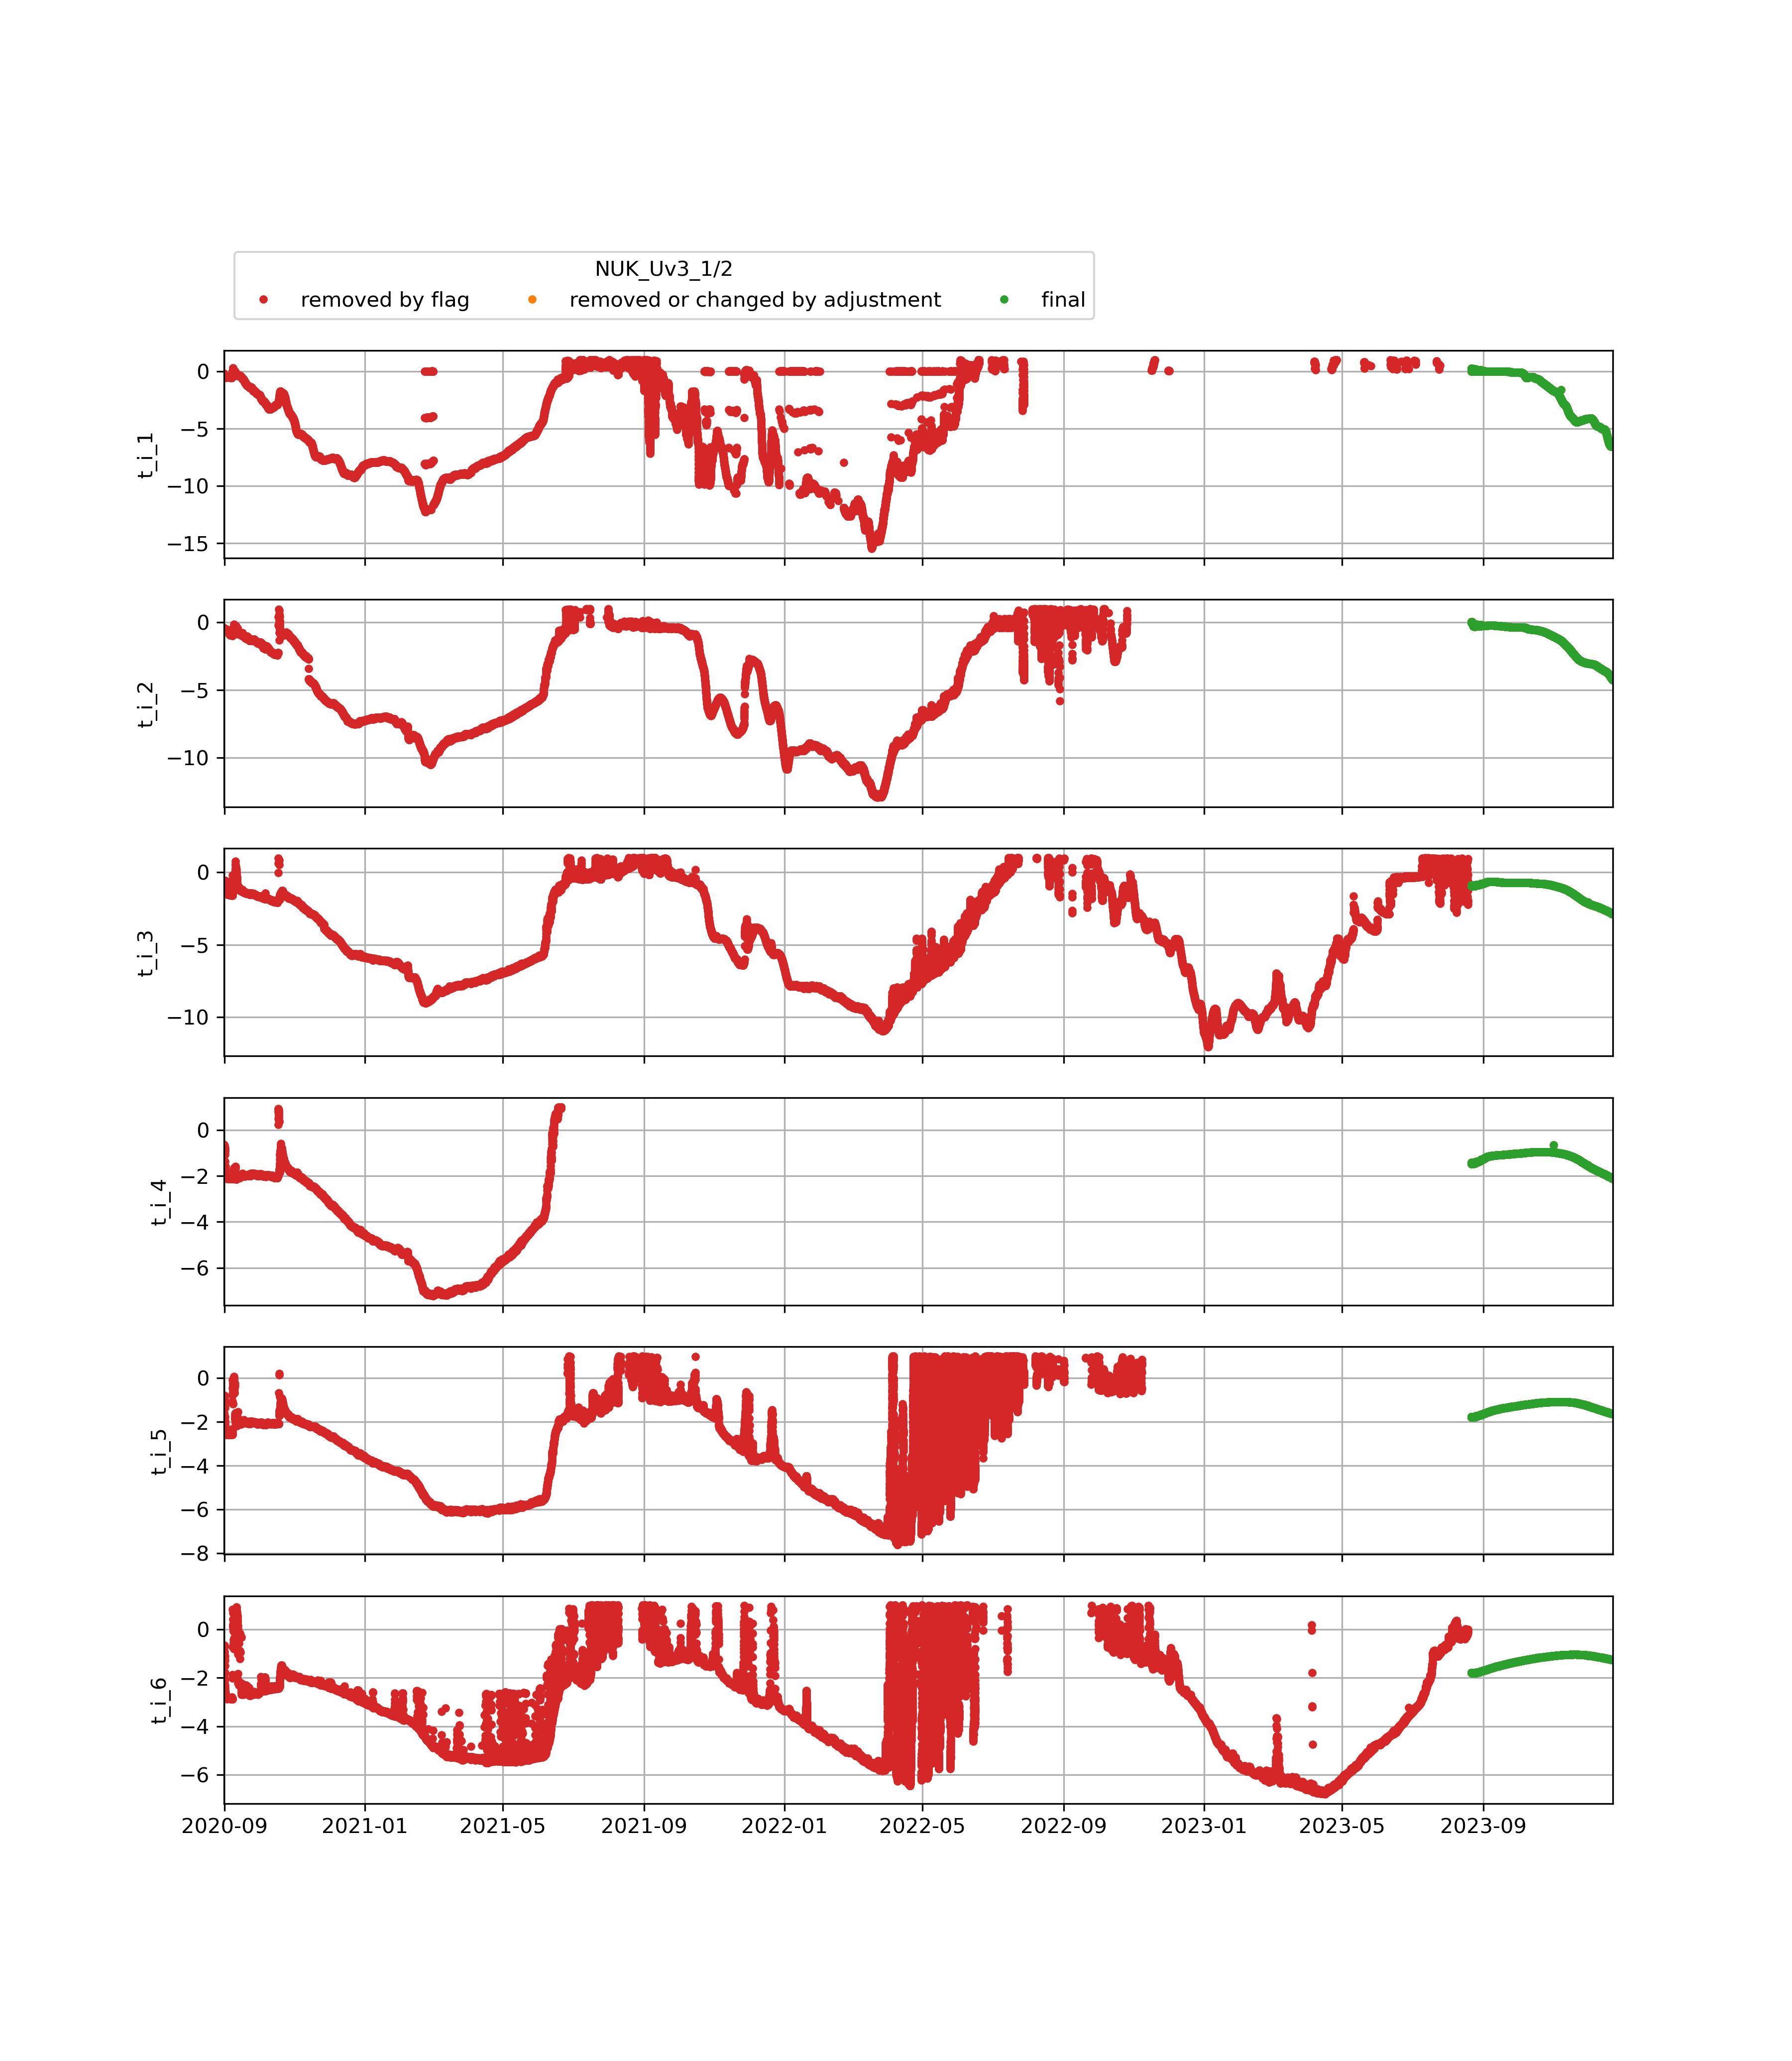 NUK_Uv3_1/2
removed by flag removed or changed by adjustment final
0
−5
−10
−15
t_i_1
0
−5
−10
t_i_2
0
−5
−10
t_i_3
0
−2
−4
−6
t_i_4
0
−2
−4
−6
−8
t_i_5
0
−2
−4
−6
t_i_6
2020-09 2021-01 2021-05 2021-09 2022-01 2022-05 2022-09 2023-01 2023-05 2023-09